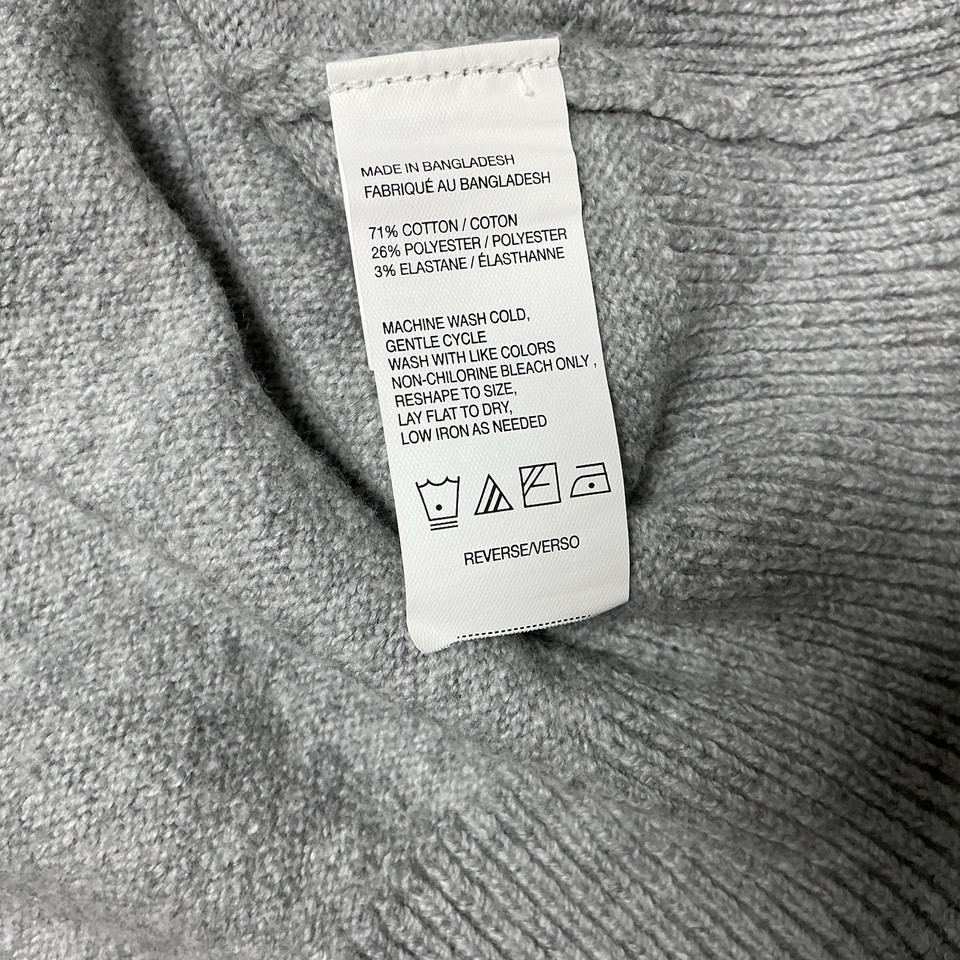 MADE IN BANGLADESH
FABRIQUÉ AU BANGLADESH
71% COTTON / COTON
26% POLYESTER / POLYESTER
3% ELASTANE / ÉLASTHANNE
MACHINE WASH COLD,
GENTLE CYCLE
WASH WITH LIKE COLORS
NON-CHILORINE BLEACH ONLY ,
RESHAPE TO SIZE,
LAY FLAT TO DRY,
LOW IRON AS NEEDED
REVERSE/VERSO